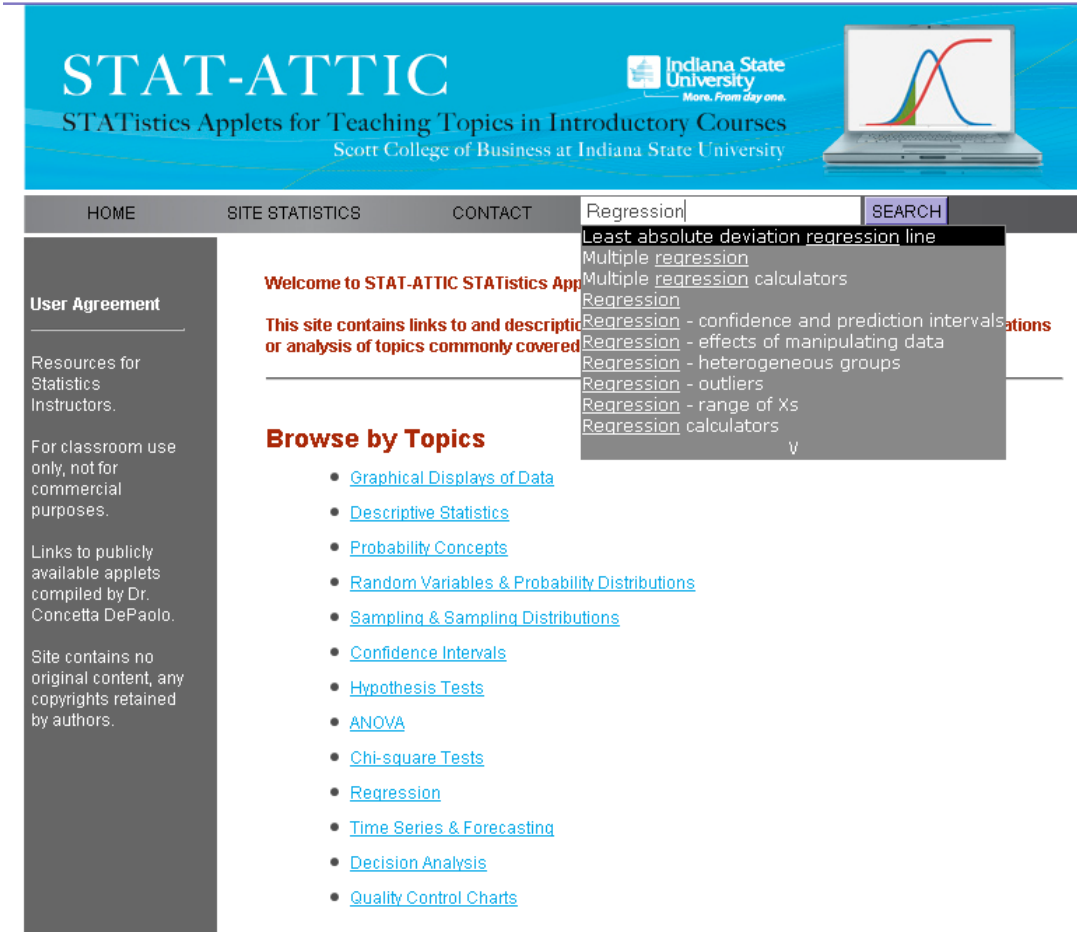 STAT-ATTIC
Indiana State
University
More. From day one.
STATistics Applets for Teaching Topics in Introductory Courses
Scott College of Business at Indiana State University
HOME
SITE STATISTICS
CONTACT
Regression
SEARCH
Least absolute deviation regression line
Multiple regression
Multiple regression calculators
Regression
Regression - confidence and prediction intervals
Regression - effects of manipulating data
Regression - heterogeneous groups
Regression - outliers
Regression - range of Xs
Regression calculators
V
User Agreement
Resources for
Statistics
Instructors.
For classroom use
only, not for
commercial
purposes.
Links to publicly
available applets
compiled by Dr.
Concetta DePaolo.
Site contains no
original content, any
copyrights retained
by authors.
Welcome to STAT-ATTIC STATistics App
This site contains links to and descriptio ations
or analysis of topics commonly covered
Browse by Topics
Graphical Displays of Data
Descriptive Statistics
Probability Concepts
Random Variables & Probability Distributions
Sampling & Sampling Distributions
Confidence Intervals
Hypothesis Tests
ANOVA
Chi-square Tests
Regression
Time Series & Forecasting
Decision Analysis
Quality Control Charts